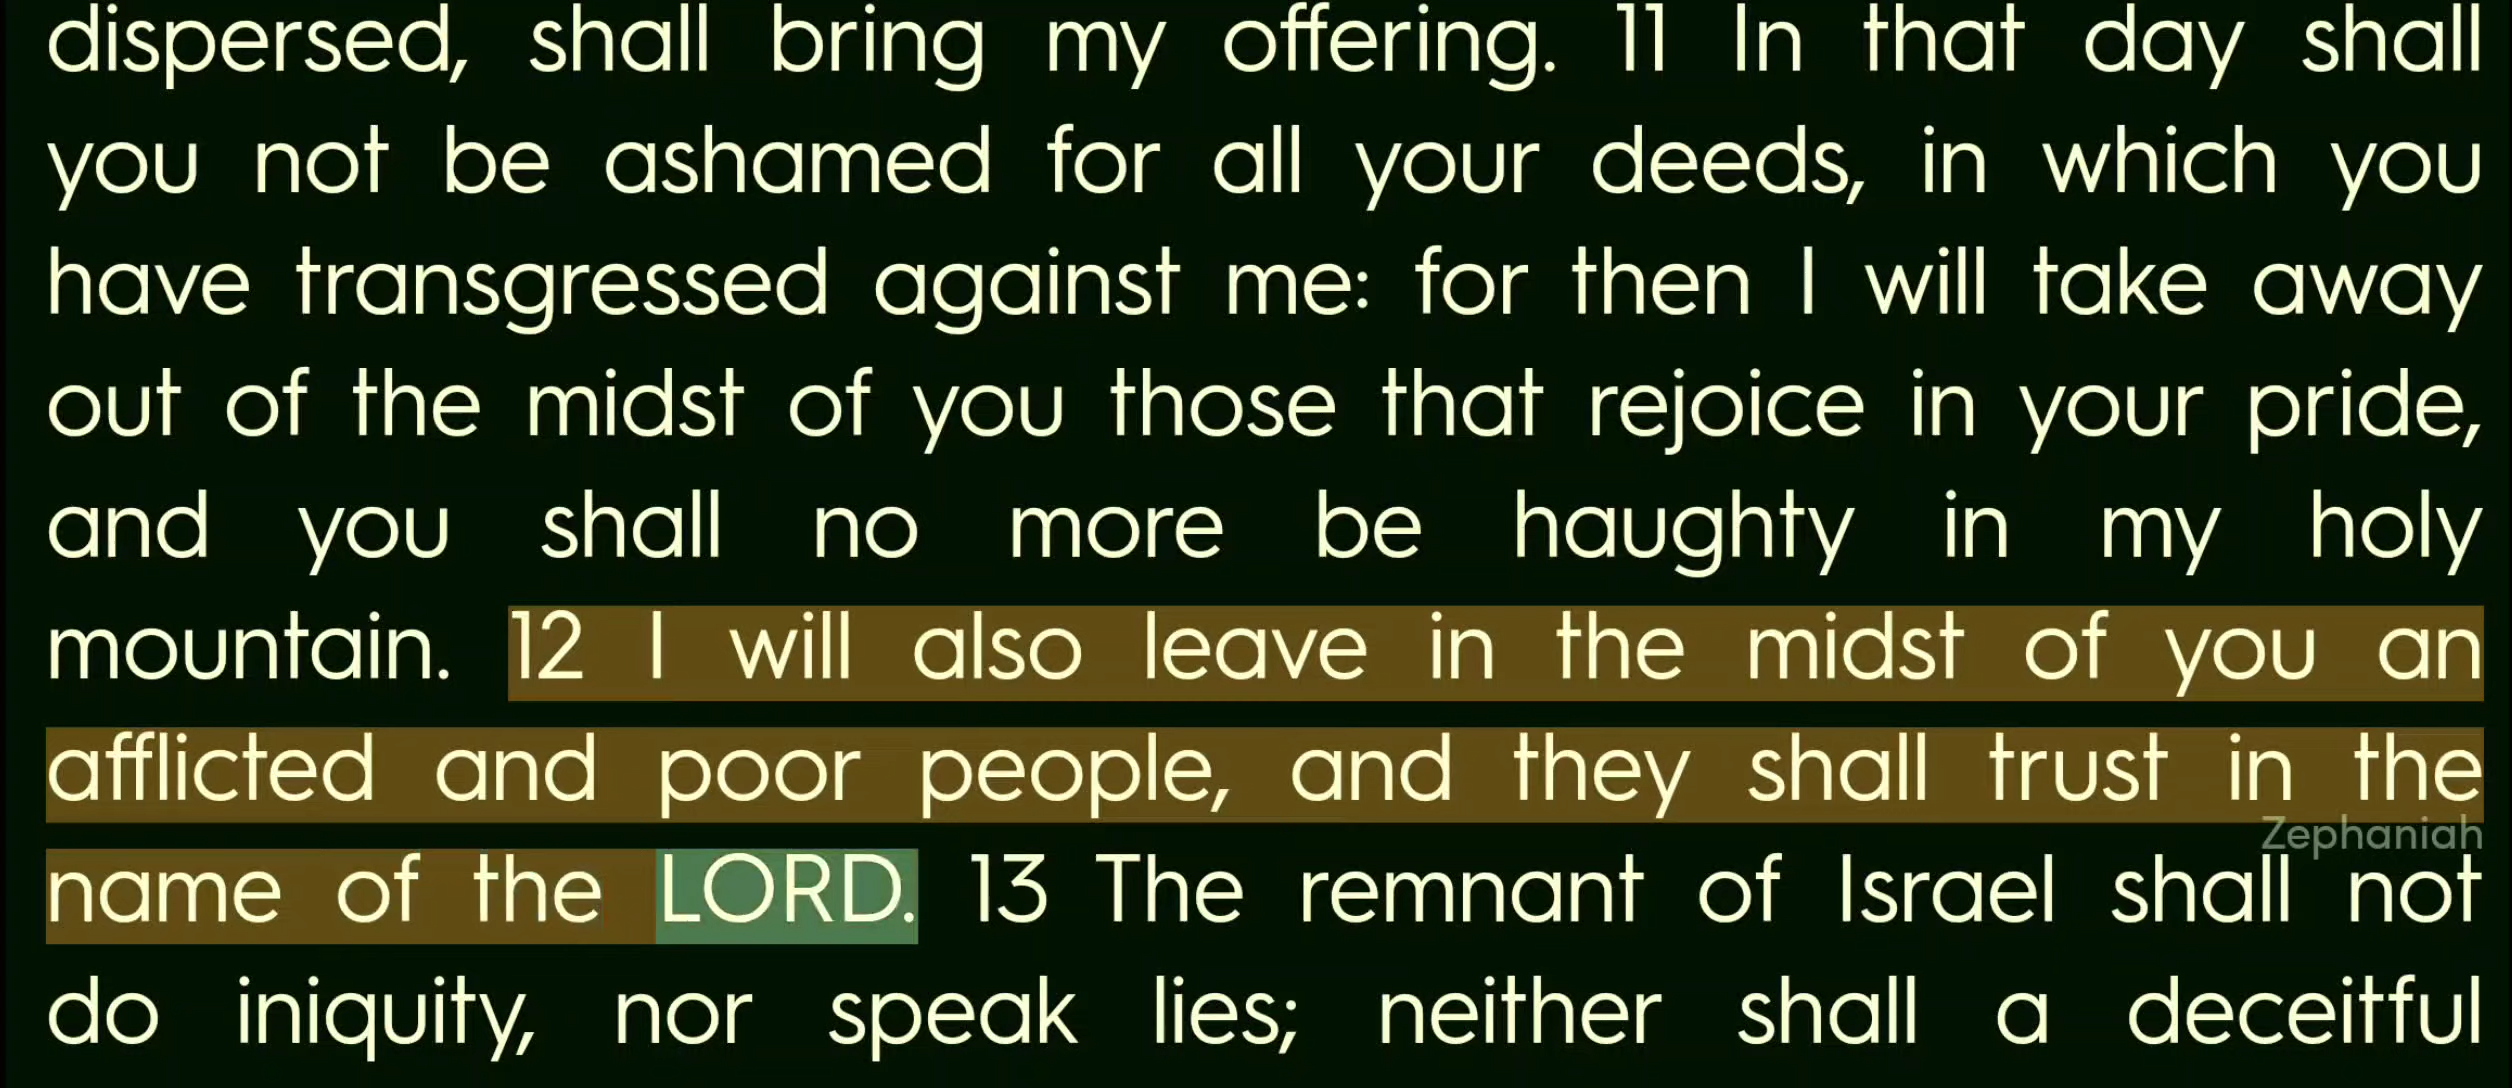 dispersed, shall bring my offering. 11 In that day shall
you not be ashamed for all your deeds, in which you
have transgressed against me: for then I will take away
out of the midst of you those that rejoice in your pride,
and you shall no more be haughty in my holy
mountain. 12 I will also leave in the midst of you an
afflicted and poor people, and they shall trust in the
Zephaniah
name of the LORD. 13 The remnant of Israel shall not
do iniquity, nor speak lies; neither shall a deceitful